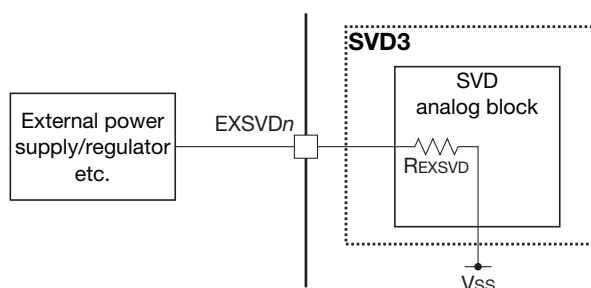 SVD3
SVD
analog block
External power
supply/regulator
etc.
EXSVDn
REXSVD
VSS